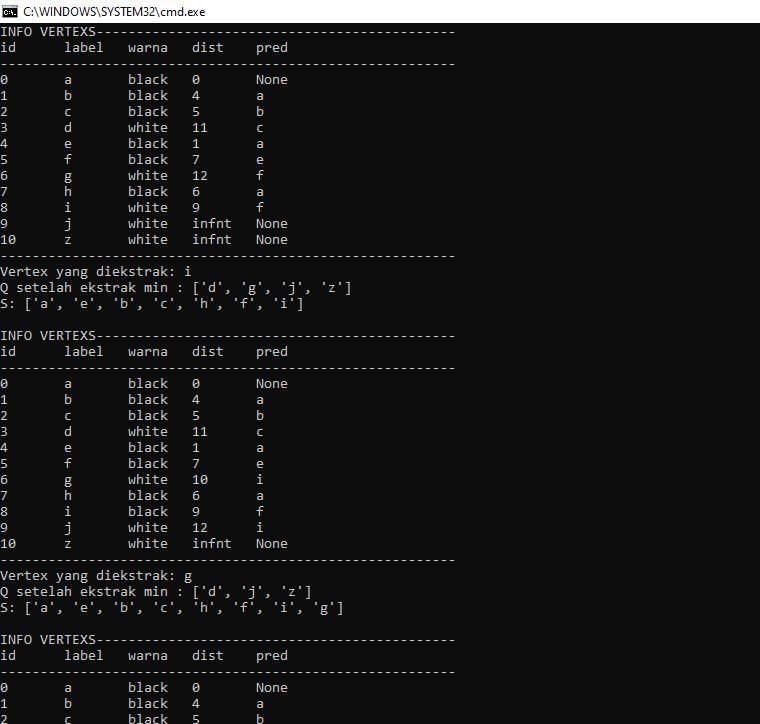 C:\WINDOWS\SYSTEM32\cmd.exe
INFO VERTEXS---------------------------------------------
id      label   warna   dist    pred
---------------------------------------------------------
0       a       black   0       None
1       b       black   4       a
2       c       black   5       b
3       d       white   11      c
4       e       black   1       a
5       f       black   7       e
6       g       white   12      f
7       h       black   6       a
8       i       white   9       f
9       j       white   infnt   None
10      z       white   infnt   None
---------------------------------------------------------
Vertex yang diekstrak: i
Q setelah ekstrak min : ['d', 'g', 'j', 'z']
S: ['a', 'e', 'b', 'c', 'h', 'f', 'i']
INFO VERTEXS---------------------------------------------
id      label   warna   dist    pred
---------------------------------------------------------
0       a       black   0       None
1       b       black   4       a
2       c       black   5       b
3       d       white   11      c
4       e       black   1       a
5       f       black   7       e
6       g       white   10      i
7       h       black   6       a
8       i       black   9       f
9       j       white   12      i
10      z       white   infnt   None
---------------------------------------------------------
Vertex yang diekstrak: g
Q setelah ekstrak min : ['d', 'j', 'z']
S: ['a', 'e', 'b', 'c', 'h', 'f', 'i', 'g']
INFO VERTEXS---------------------------------------------
id      label   warna   dist    pred
---------------------------------------------------------
0       a       black   0       None
1       b       black   4       a
2       c       black   5       b